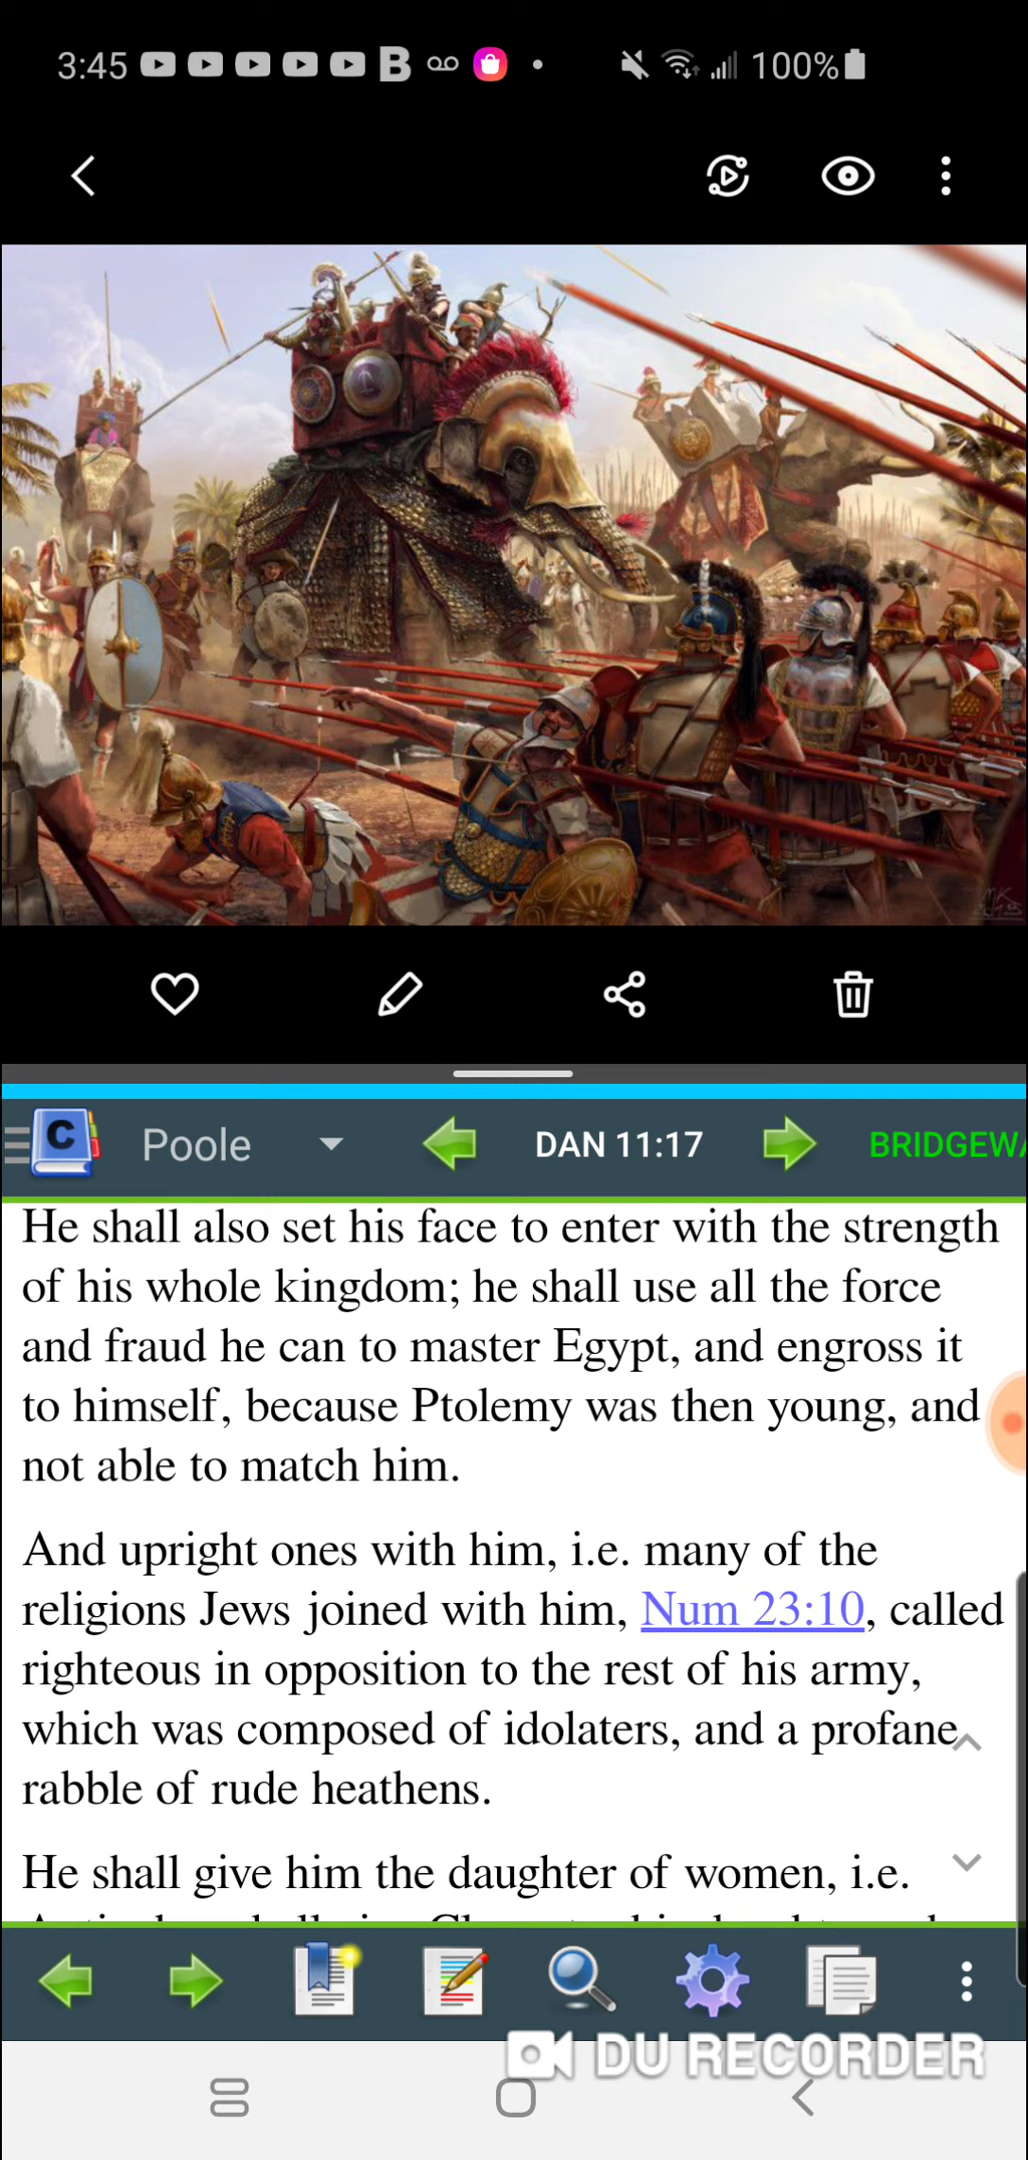 3:45 B 100%
Poole DAN 11:17
C
He shall also set his face to enter with the strength
of his whole kingdom; he shall use all the force
and fraud he can to master Egypt, and engross it
to himself, because Ptolemy was then young, and
not able to match him.
And upright ones with him, i.e. many of the
religions Jews joined with him, Num 23:10, called
righteous in opposition to the rest of his army,
which was composed of idolaters, and a profane
rabble of rude heathens.
He shall give him the daughter of women, i.e.
DU RECORDER